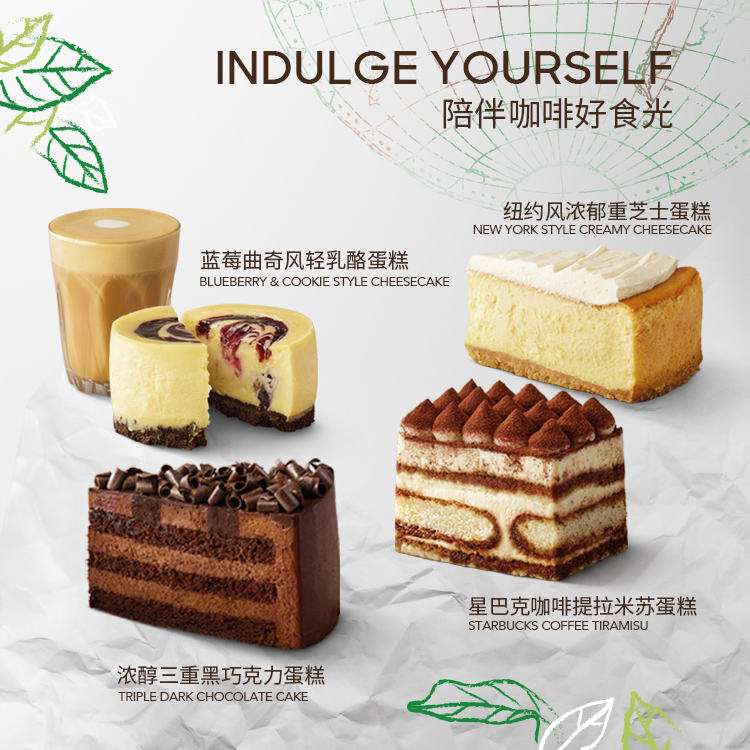 INDULGE YOURSELF
陪伴咖啡好食光
纽约风浓郁重芝士蛋糕
NEW YORK STYLE CREAMY CHEESECAKE
蓝莓曲奇风轻乳酪蛋糕
BLUEBERRY & COOKIE STYLE CHEESECAKE
星巴克咖啡提拉米苏蛋糕
STARBUCKS COFFEE TIRAMISU
浓醇三重黑巧克力蛋糕
TRIPLE DARK CHOCOLATE CAKE